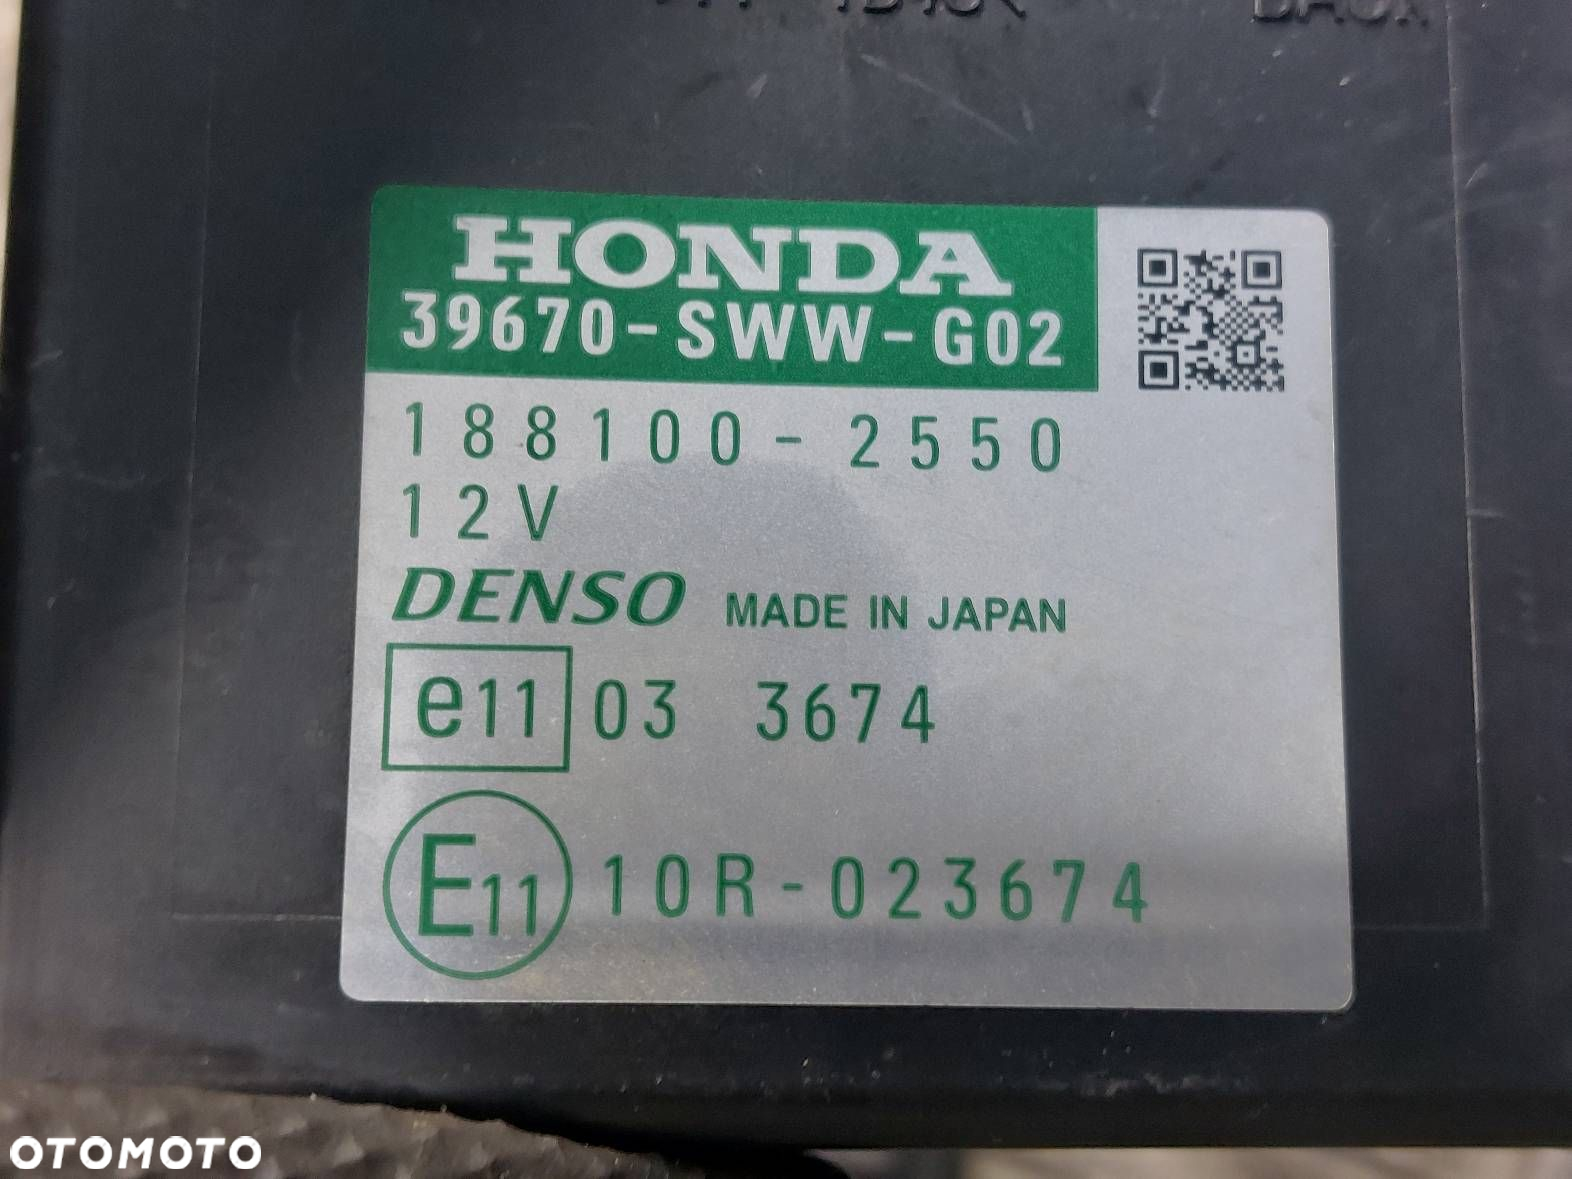 HONDA
39670-SWW-G02
188100-2550
12V
DENSO MADE IN JAPAN
e11 03 3674
E11 10R-023674
OTOMOTO